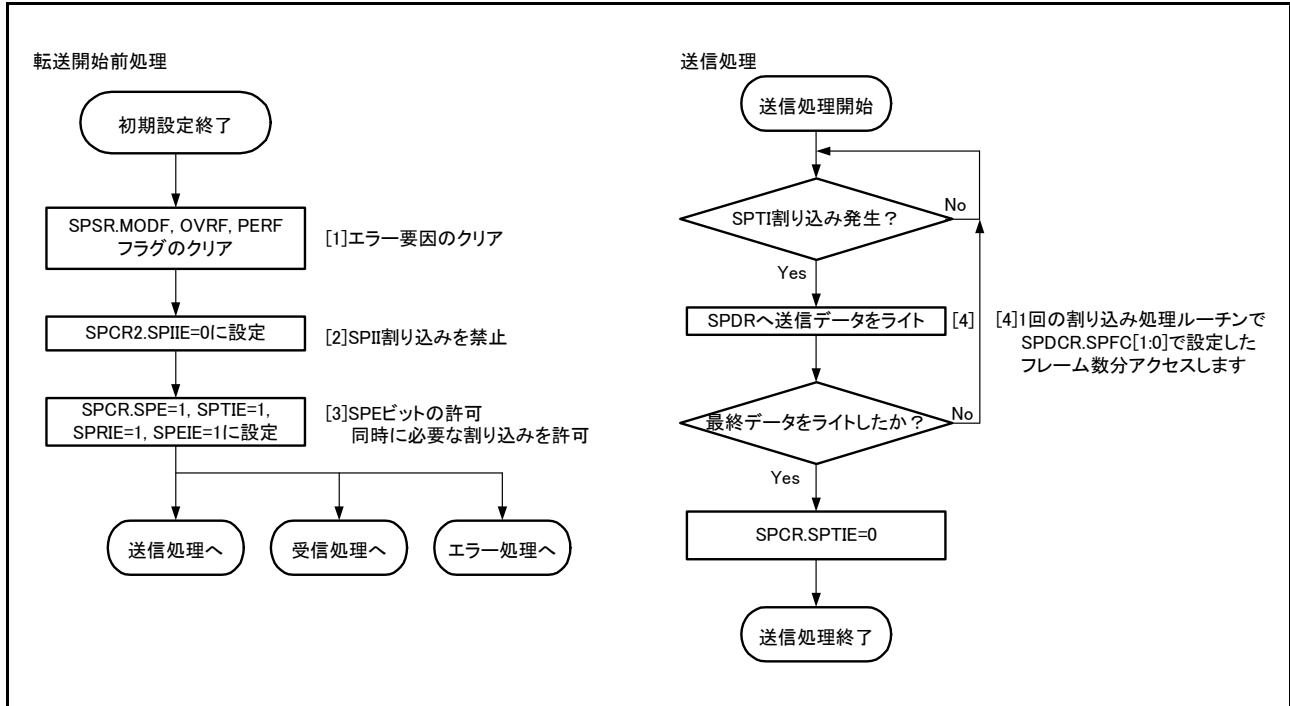 転送開始前処理
初期設定終了
SPSR.MODF, OVRF, PERF
フラグのクリア
[1]エラー要因のクリア
SPCR2.SPIIE=0に設定
[2]SPII割り込みを禁止
SPCR.SPE=1, SPTIE=1,
SPRIE=1, SPEIE=1に設定
[3]SPEビットの許可
同時に必要な割り込みを許可
送信処理へ
受信処理へ
エラー処理へ
送信処理
送信処理開始
SPTI割り込み発生？
No
Yes
SPDRへ送信データをライト
[4]
[4]1回の割り込み処理ルーチンで
SPDCR.SPFC[1:0]で設定した
フレーム数分アクセスします
最終データをライトしたか？
No
Yes
SPCR.SPTIE=0
送信処理終了